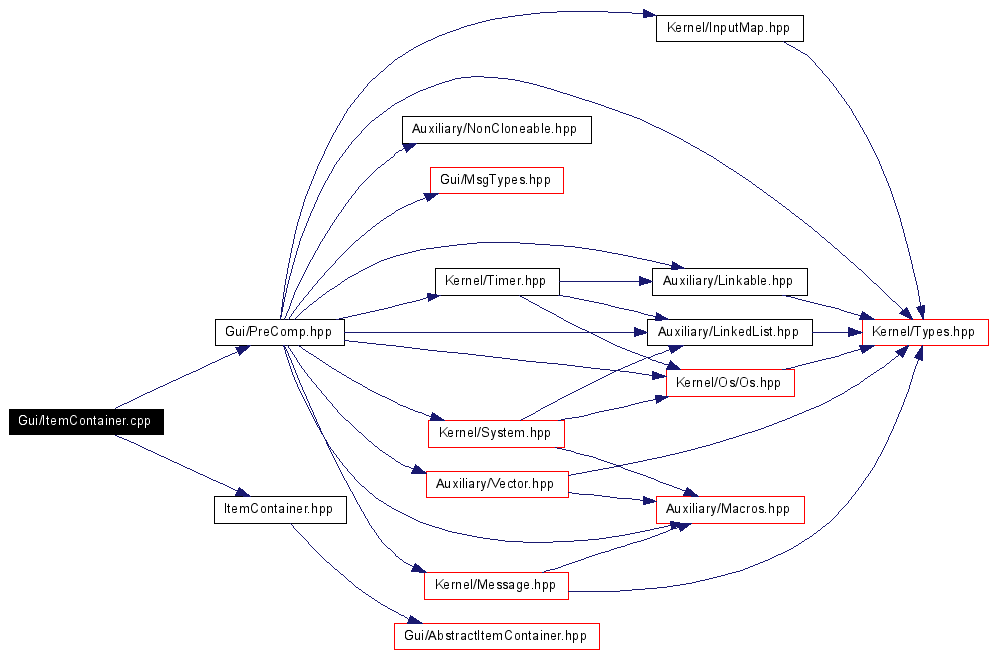 Kernel/InputMap.hpp
Auxiliary/NonCloneable.hpp
Gui/MsgTypes.hpp
Kernel/Timer.hpp
Auxiliary/Linkable.hpp
Gui/PreComp.hpp
Auxiliary/LinkedList.hpp
Kernel/Types.hpp
Kernel/Os/Os.hpp
Gui/ItemContainer.cpp
Kernel/System.hpp
Auxiliary/Vector.hpp
ItemContainer.hpp
Auxiliary/Macros.hpp
Kernel/Message.hpp
Gui/AbstractItemContainer.hpp